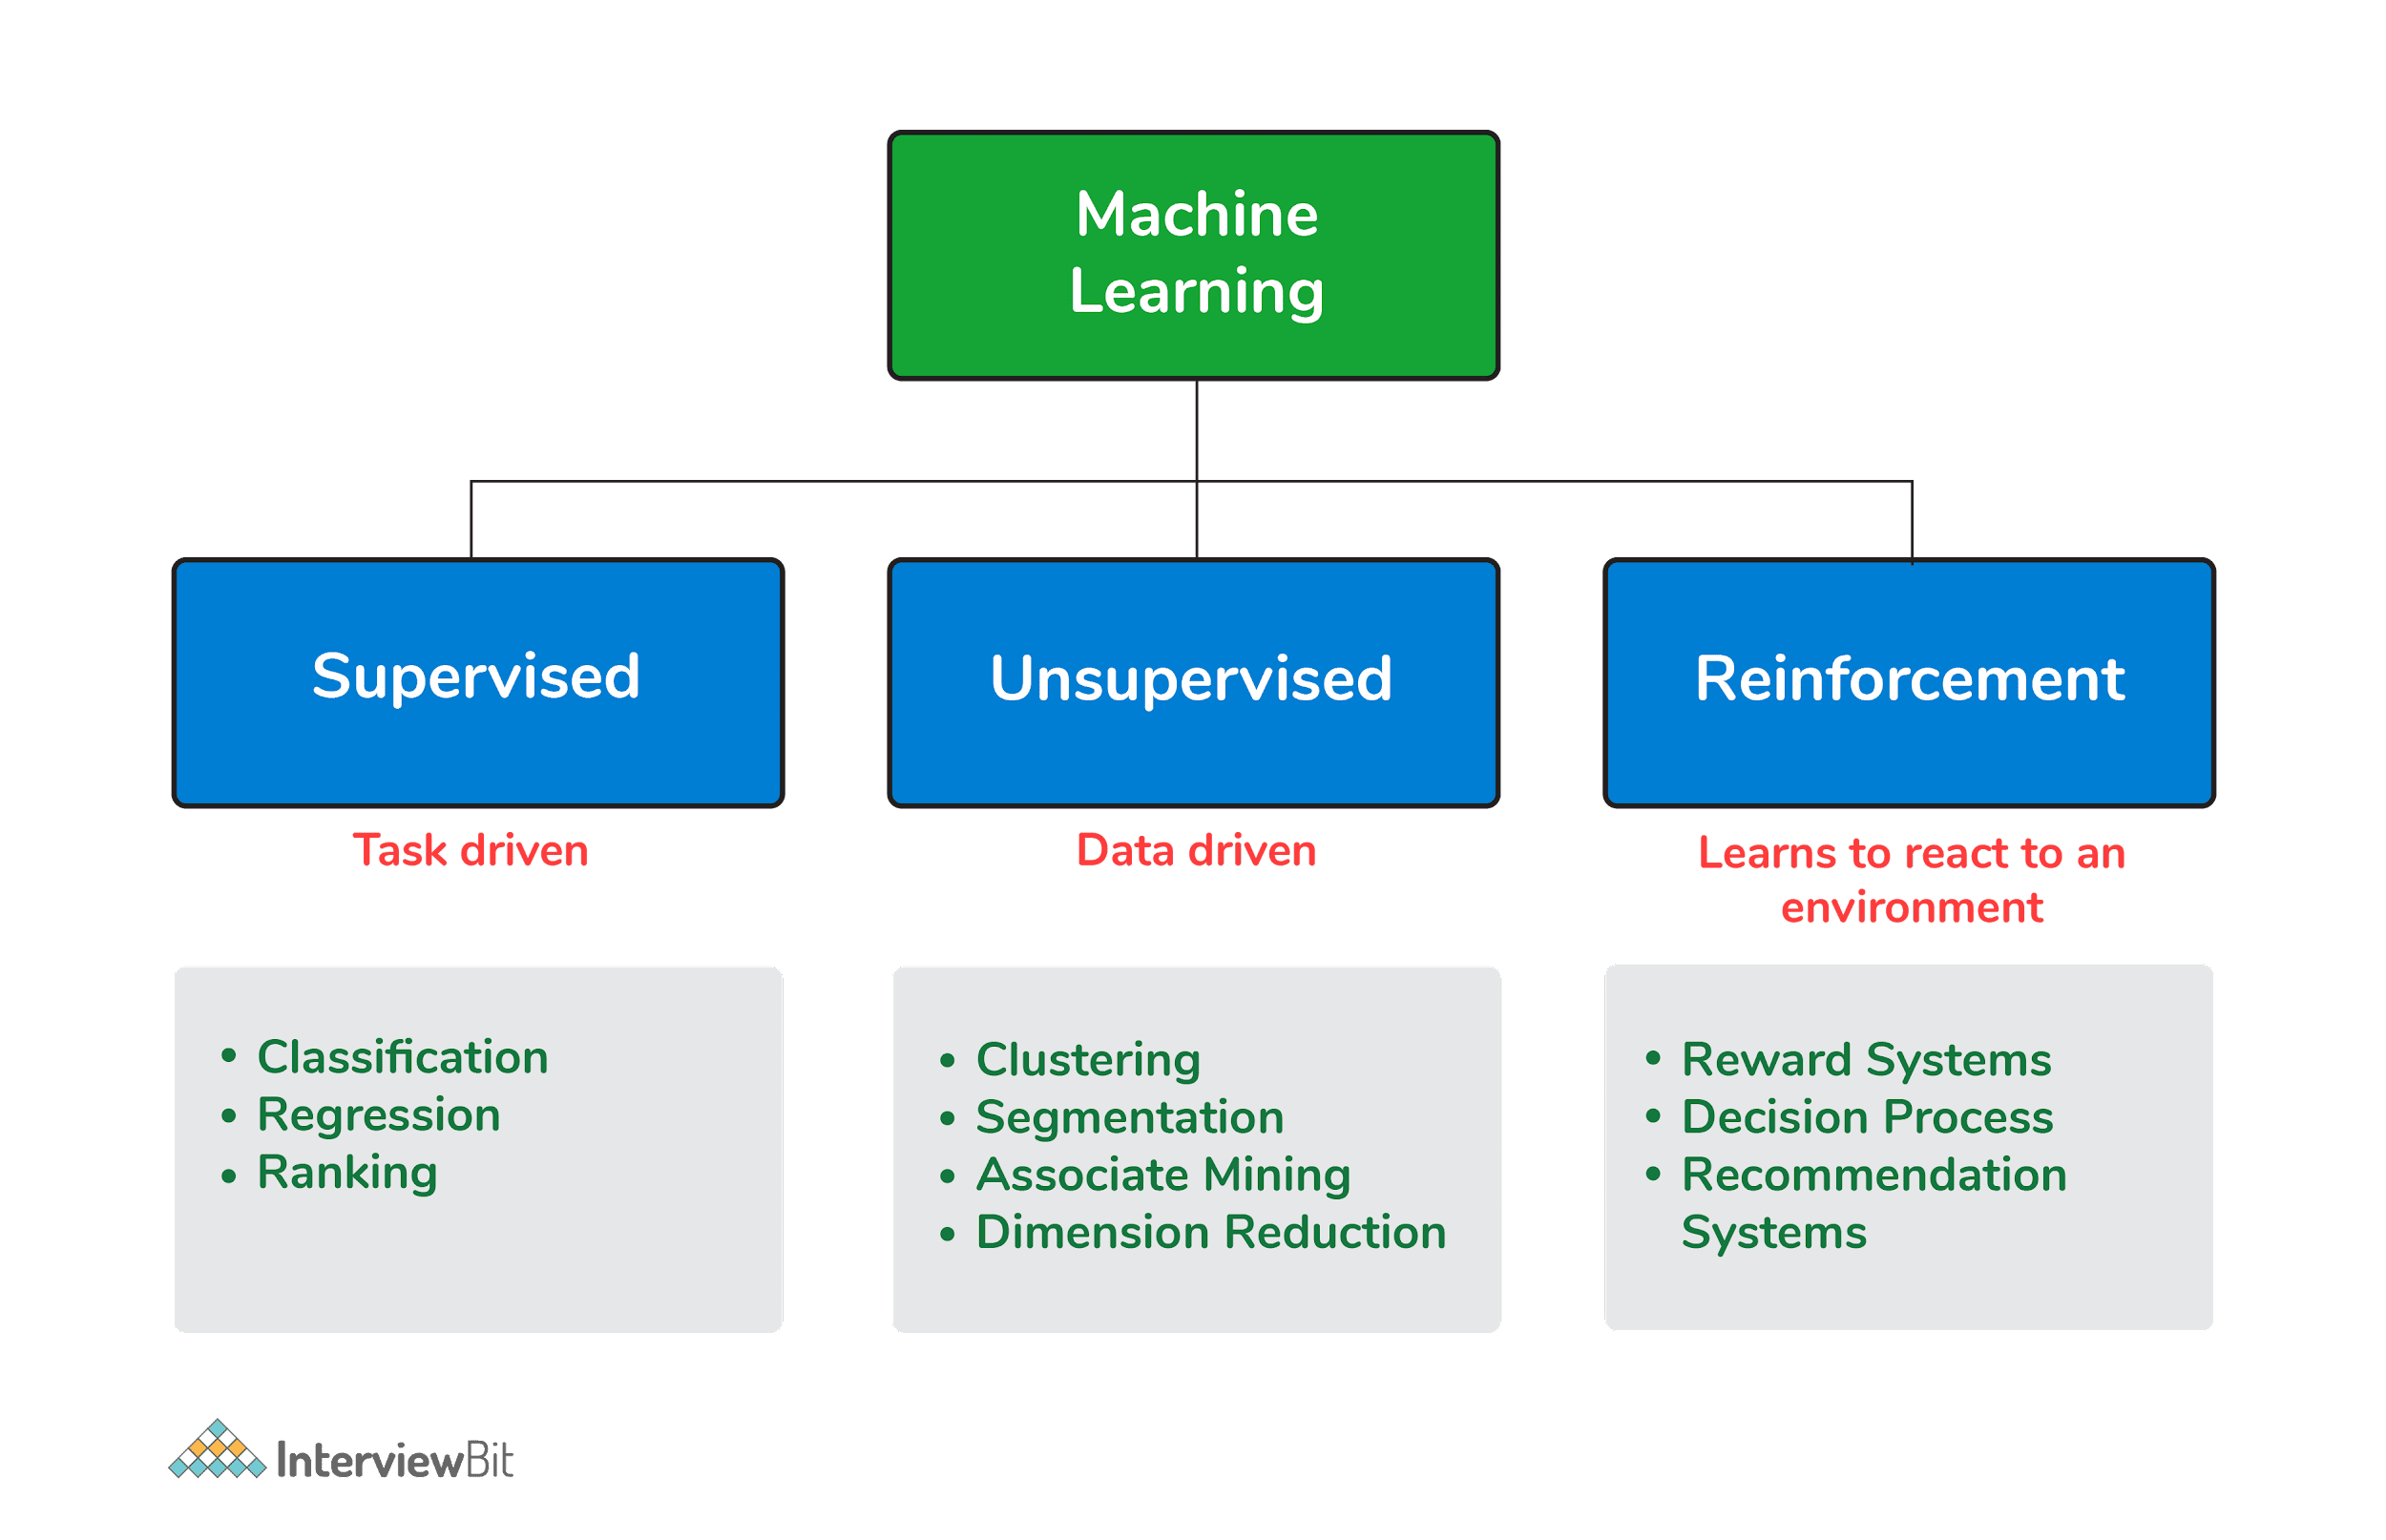 Machine
Learning
Supervised
Unsupervised
Reinforcement
Task driven
Data driven
Learns to react to an
environment
• Classification
• Regression
• Ranking
• Clustering
• Segmentation
• Associate Mining
• Dimension Reduction
• Reward Systems
• Decision Process
• Recommendation
Systems
InterviewBit